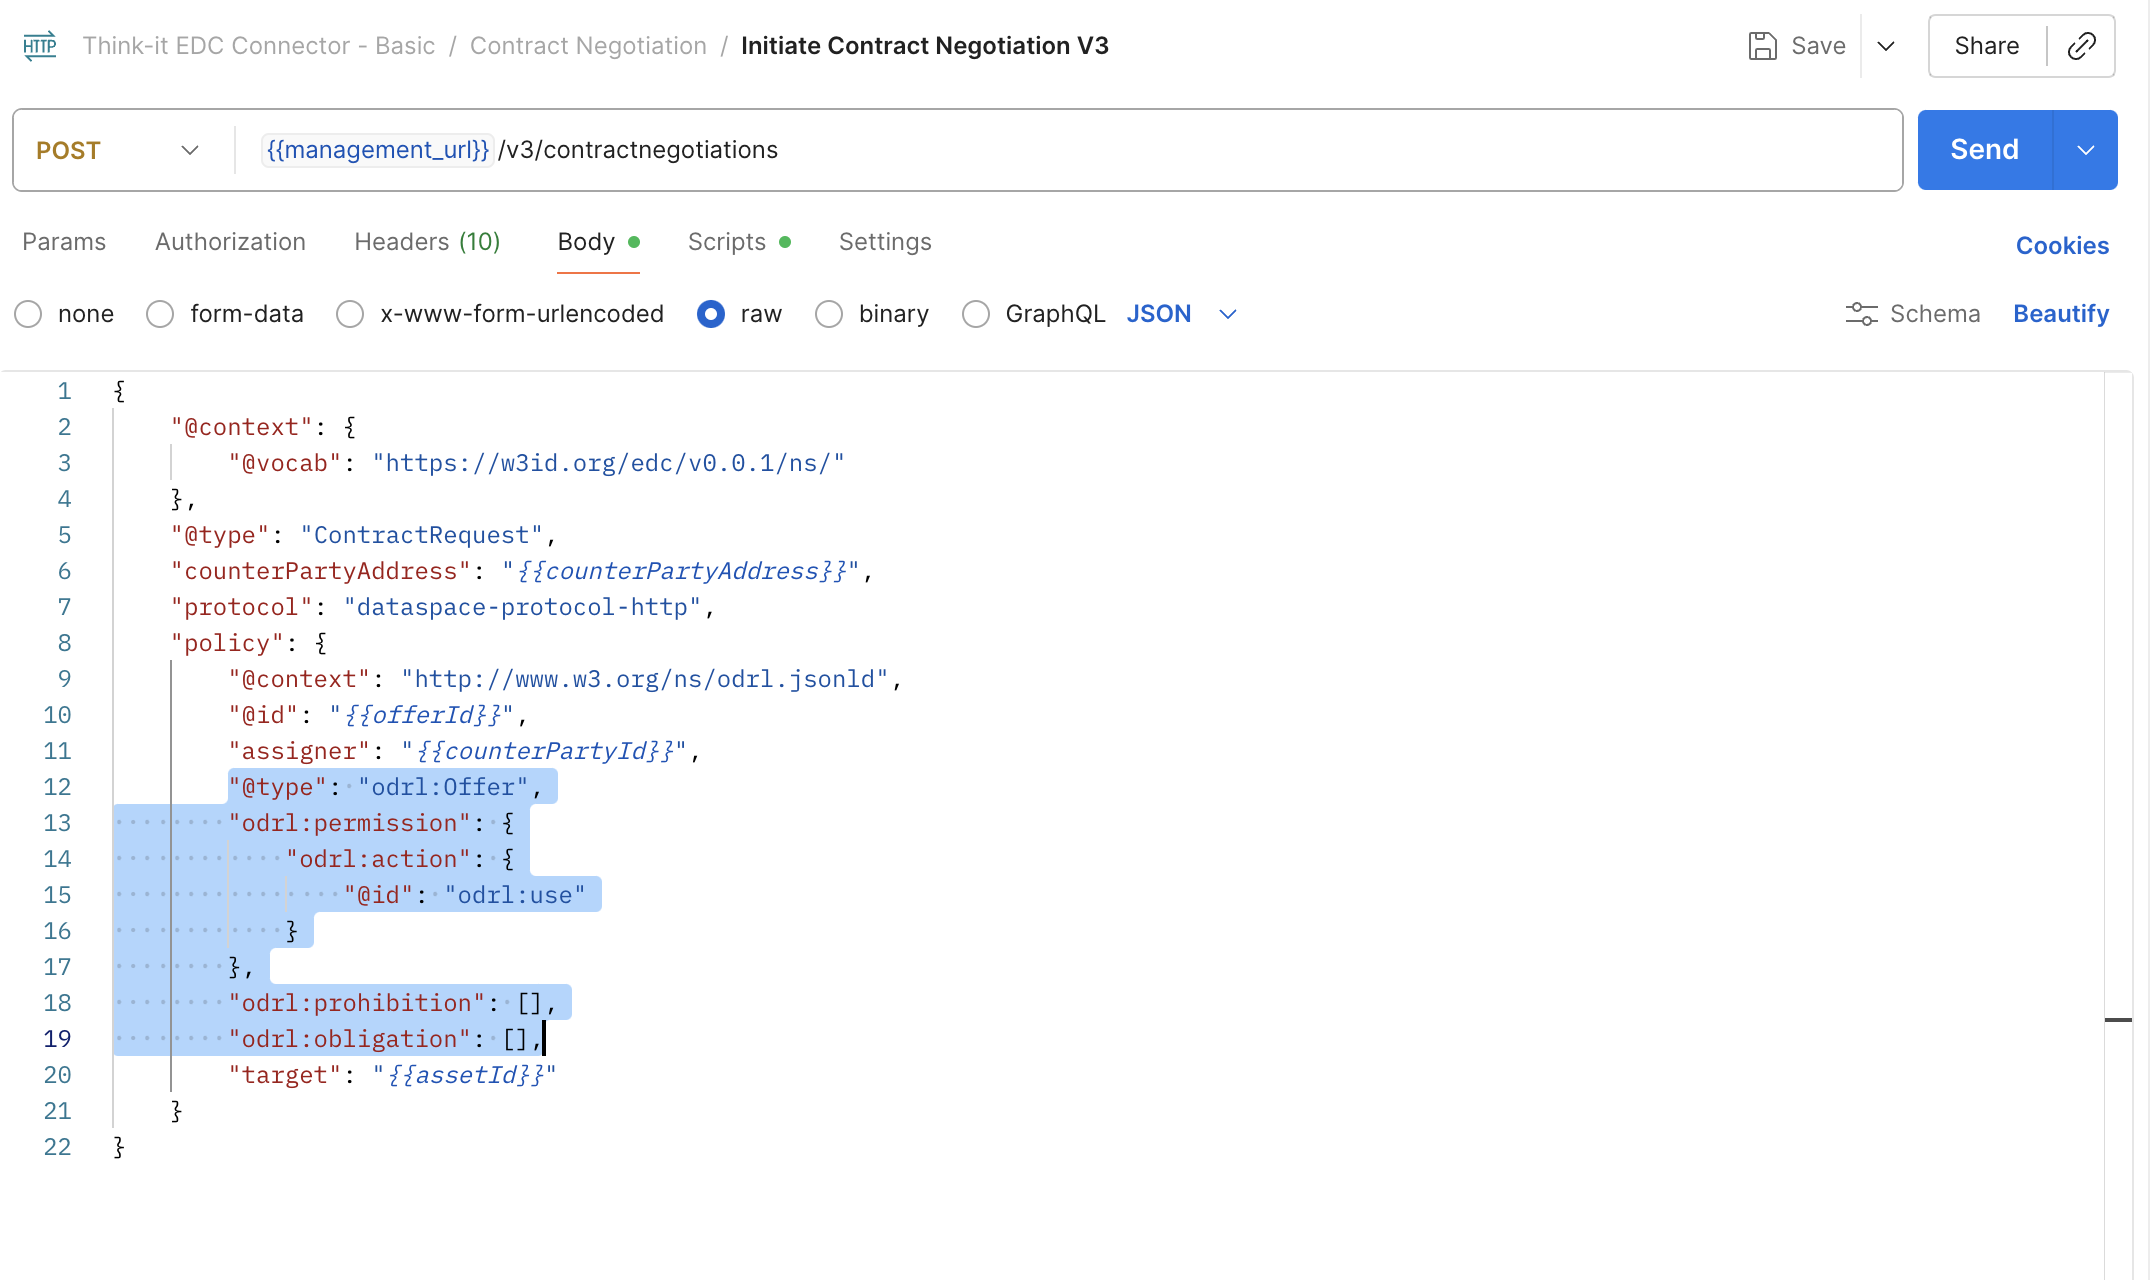 HTTP Think-it EDC Connector - Basic / Contract Negotiation / Initiate Contract Negotiation V3 Save Share
POST {{management_url}} /v3/contractnegotiations Send
Params Authorization Headers (10) Body Scripts Settings Cookies
none form-data x-www-form-urlencoded raw binary GraphQL JSON Schema Beautify
1 {
2 "@context": {
3 "@vocab": "https://w3id.org/edc/v0.0.1/ns/"
4 },
5 "@type": "ContractRequest",
6 "counterPartyAddress": "{{counterPartyAddress}}",
7 "protocol": "dataspace-protocol-http",
8 "policy": {
9 "@context": "http://www.w3.org/ns/odrl.jsonld",
10 "@id": "{{offerId}}",
11 "assigner": "{{counterPartyId}}",
12 "@type": "odrl:Offer",
13 "odrl:permission": {
14 "odrl:action": {
15 "@id": "odrl:use"
16 }
17 },
18 "odrl:prohibition": [],
19 "odrl:obligation": [],
20 "target": "{{assetId}}"
21 }
22 }